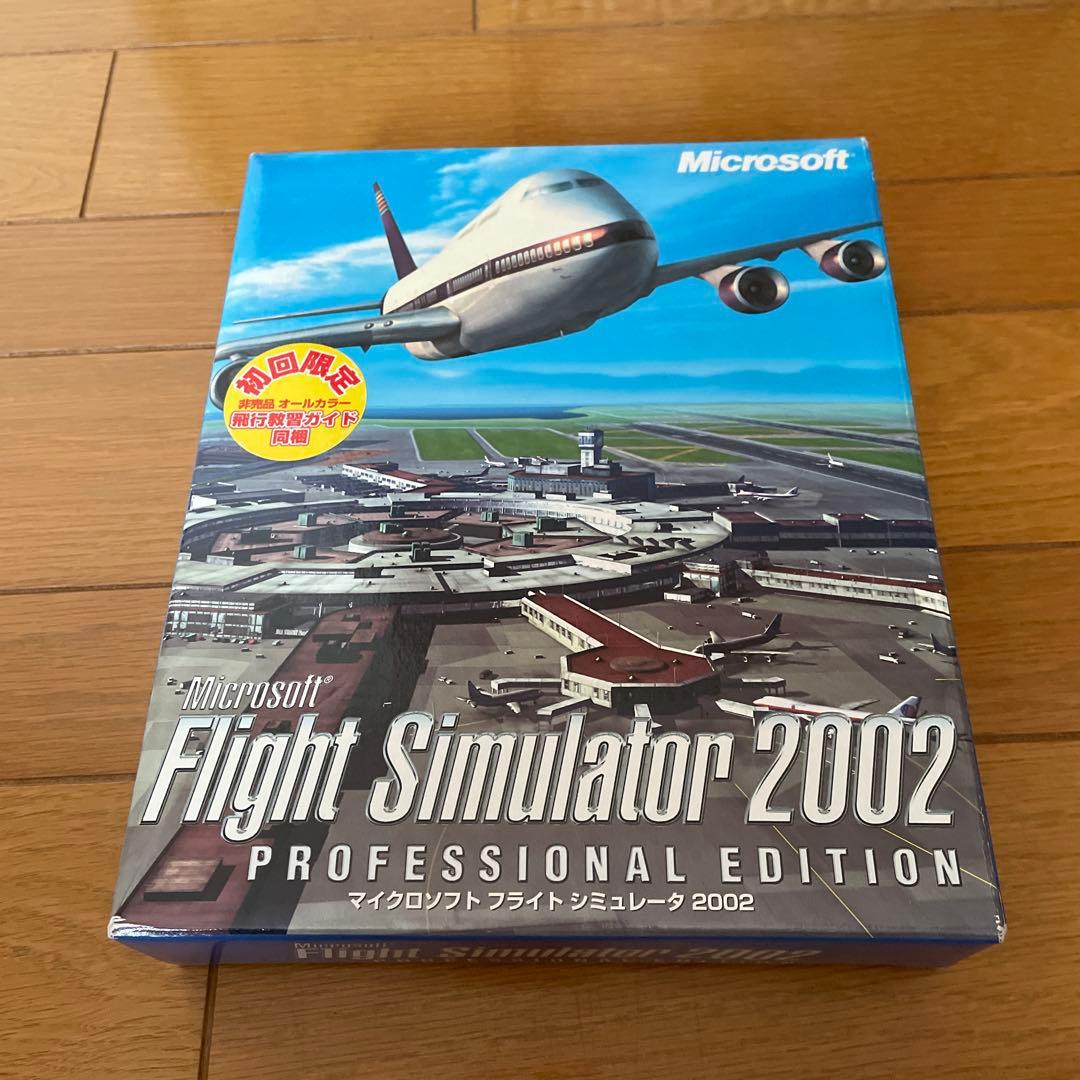 Microsoft
初回限定
非売品 オールカラー
飛行教習ガイド
同梱
Microsoft®
Flight Simulator 2002
PROFESSIONAL EDITION
マイクロソフト フライト シミュレータ 2002
Microsoft
Flight Simulator 2002